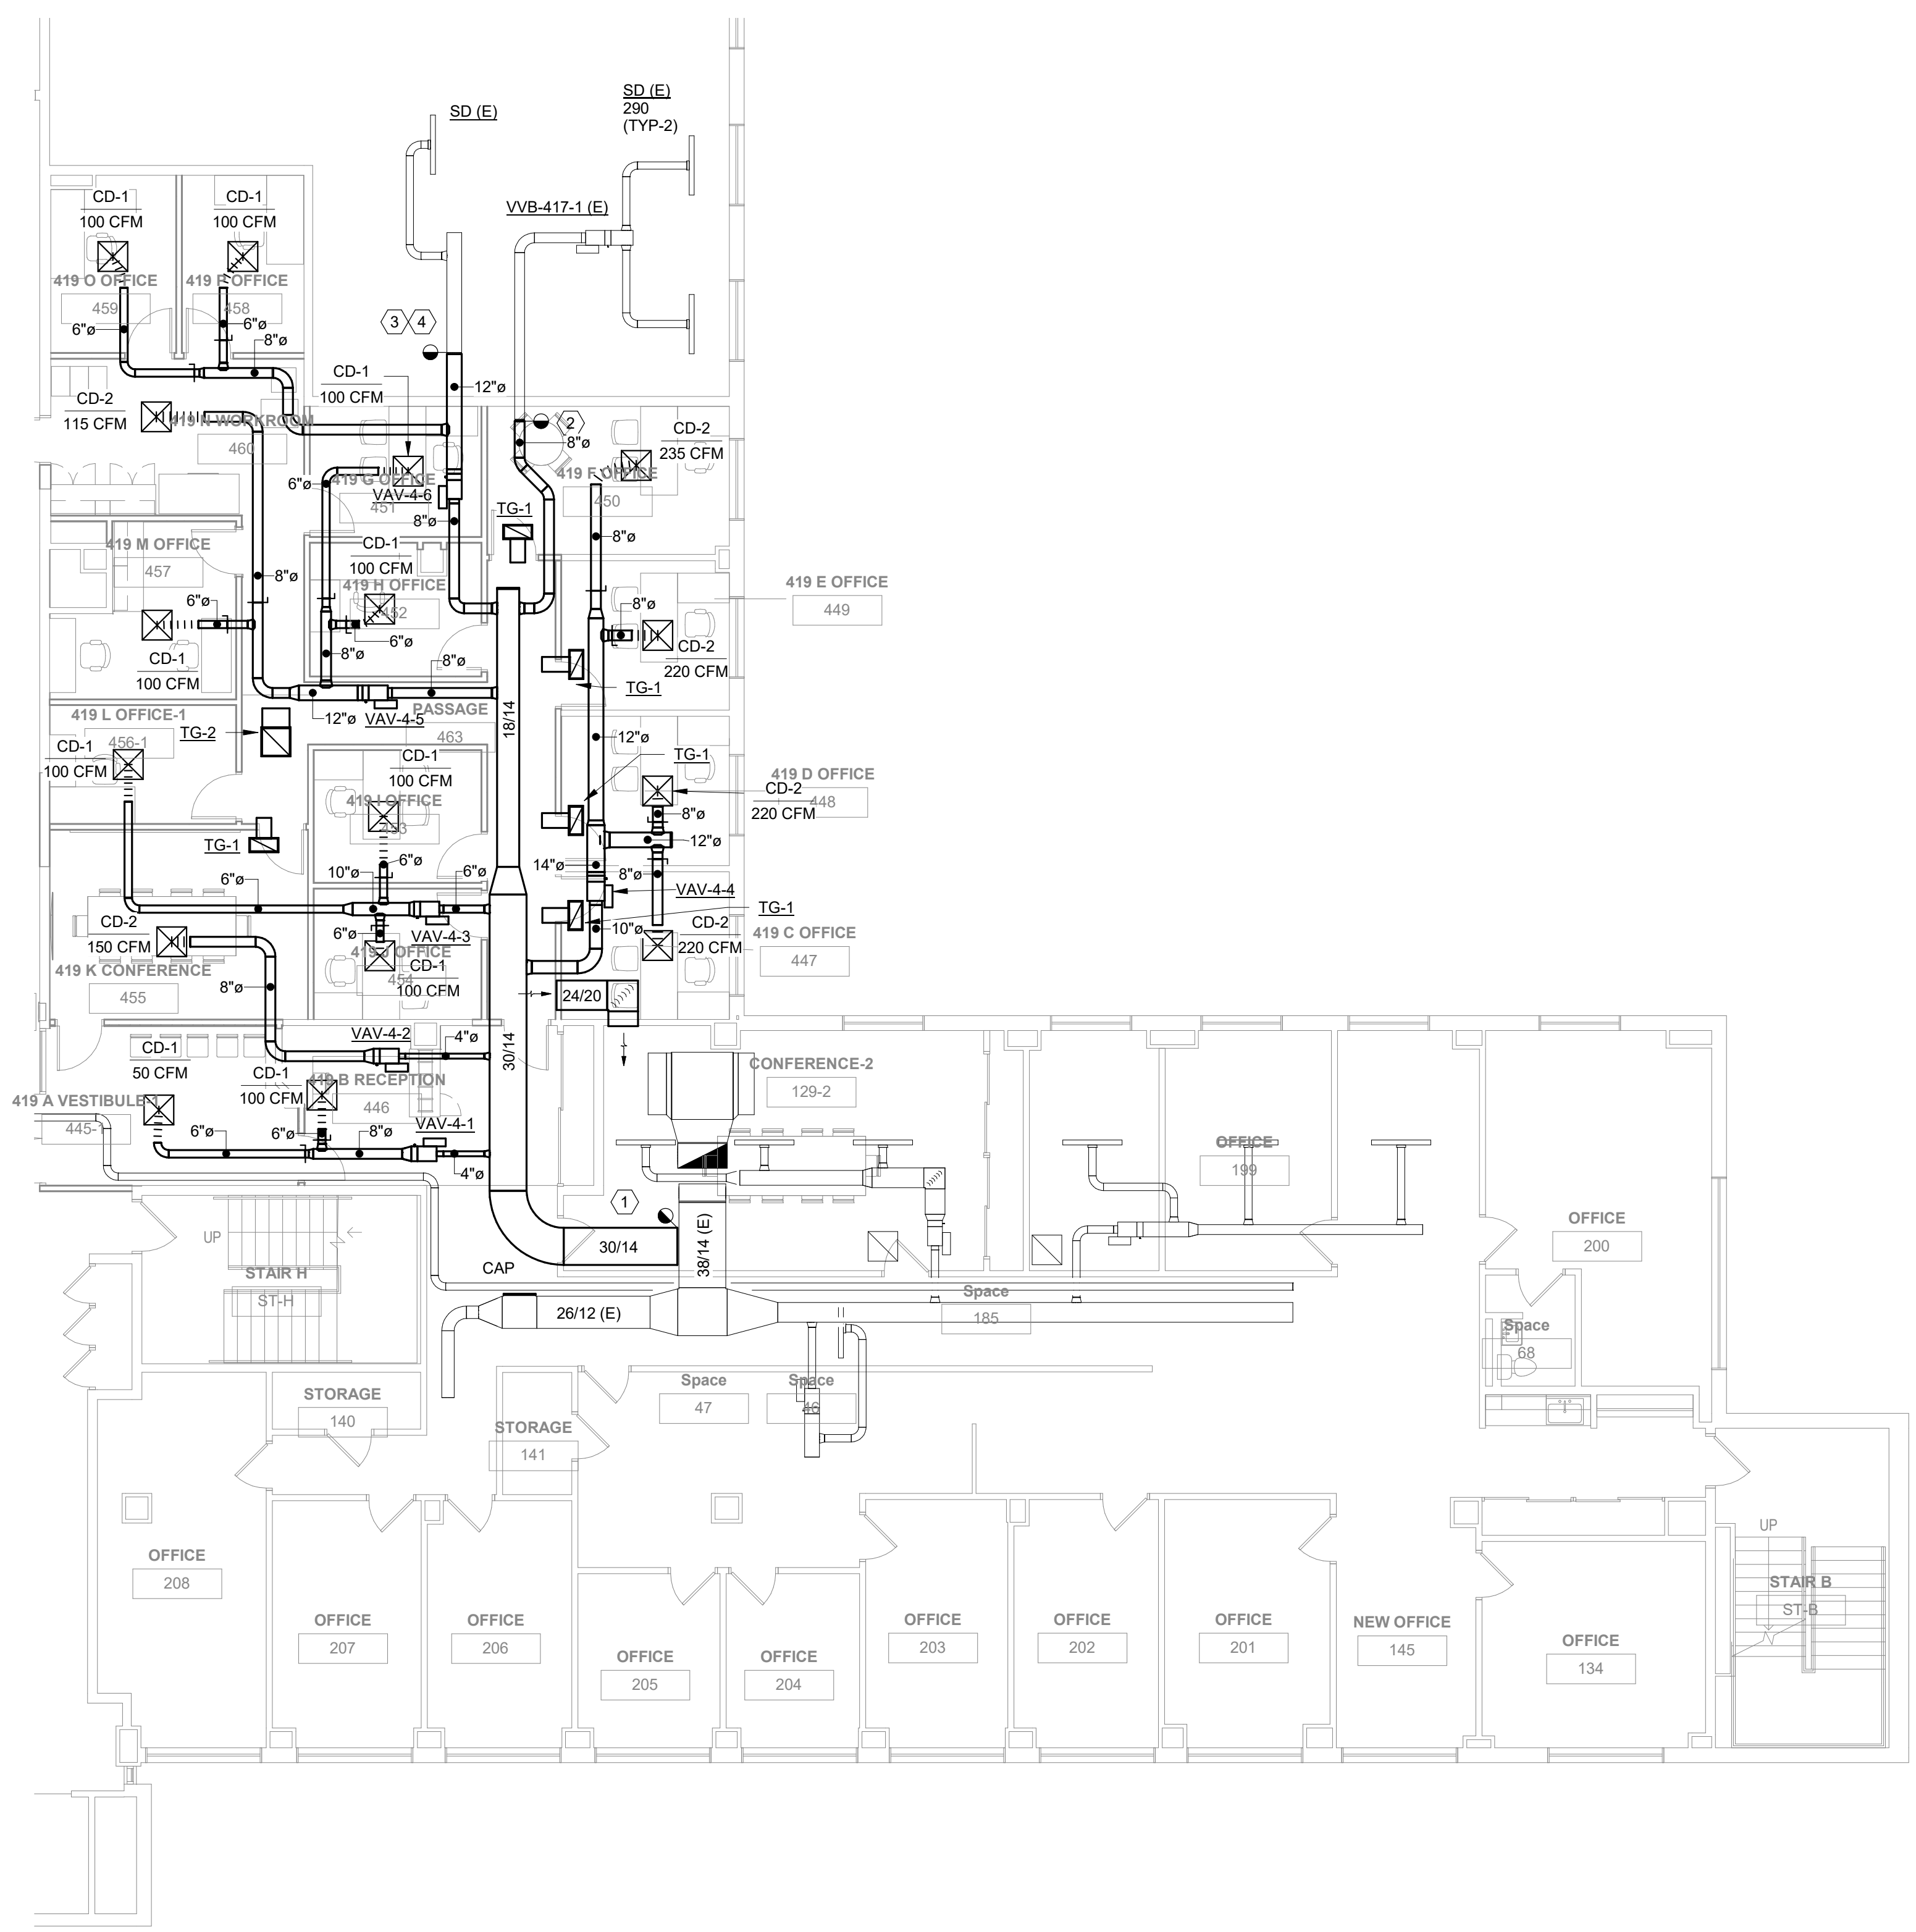 SD (E)
SD (E)
290
(TYP-2)
VVB-417-1 (E)
CD-1
100 CFM
CD-1
100 CFM
419 O OFFICE
459
419 P OFFICE
458
6"ø
6"ø
8"ø
3
4
CD-1
100 CFM
12"ø
CD-2
115 CFM
419 N WORKROOM
460
2
8"ø
CD-2
235 CFM
419 F OFFICE
450
6"ø
419 G OFFICE
451
VAV-4-6
8"ø
TG-1
8"ø
419 M OFFICE
457
8"ø
6"ø
CD-1
100 CFM
CD-1
100 CFM
419 H OFFICE
452
6"ø
8"ø
8"ø
8"ø
CD-2
220 CFM
419 E OFFICE
449
TG-1
419 L OFFICE-1
456-1
CD-1
100 CFM
TG-2
12"ø
VAV-4-5
PASSAGE
463
18/14
12"ø
TG-1
419 D OFFICE
448
CD-2
220 CFM
8"ø
12"ø
CD-1
100 CFM
419 I OFFICE
453
TG-1
6"ø
10"ø
6"ø
6"ø
14"ø
8"ø
VAV-4-4
TG-1
CD-2
150 CFM
419 K CONFERENCE
455
8"ø
6"ø
VAV-4-3
419 J OFFICE
454
CD-1
100 CFM
10"ø
CD-2
220 CFM
419 C OFFICE
447
24/20
VAV-4-2
4"ø
30/14
CD-1
50 CFM
CD-1
100 CFM
419 B RECEPTION
446
419 A VESTIBULE-1
445-1
VAV-4-1
6"ø
6"ø
8"ø
4"ø
CONFERENCE-2
129-2
OFFICE
199
1
30/14
38/14 (E)
CAP
26/12 (E)
UP
STAIR H
ST-H
OFFICE
200
Space
185
Space
68
STORAGE
140
STORAGE
141
Space
47
Space
46
OFFICE
208
OFFICE
207
OFFICE
206
OFFICE
205
OFFICE
204
OFFICE
203
OFFICE
202
OFFICE
201
NEW OFFICE
145
OFFICE
134
UP
STAIR B
ST-B